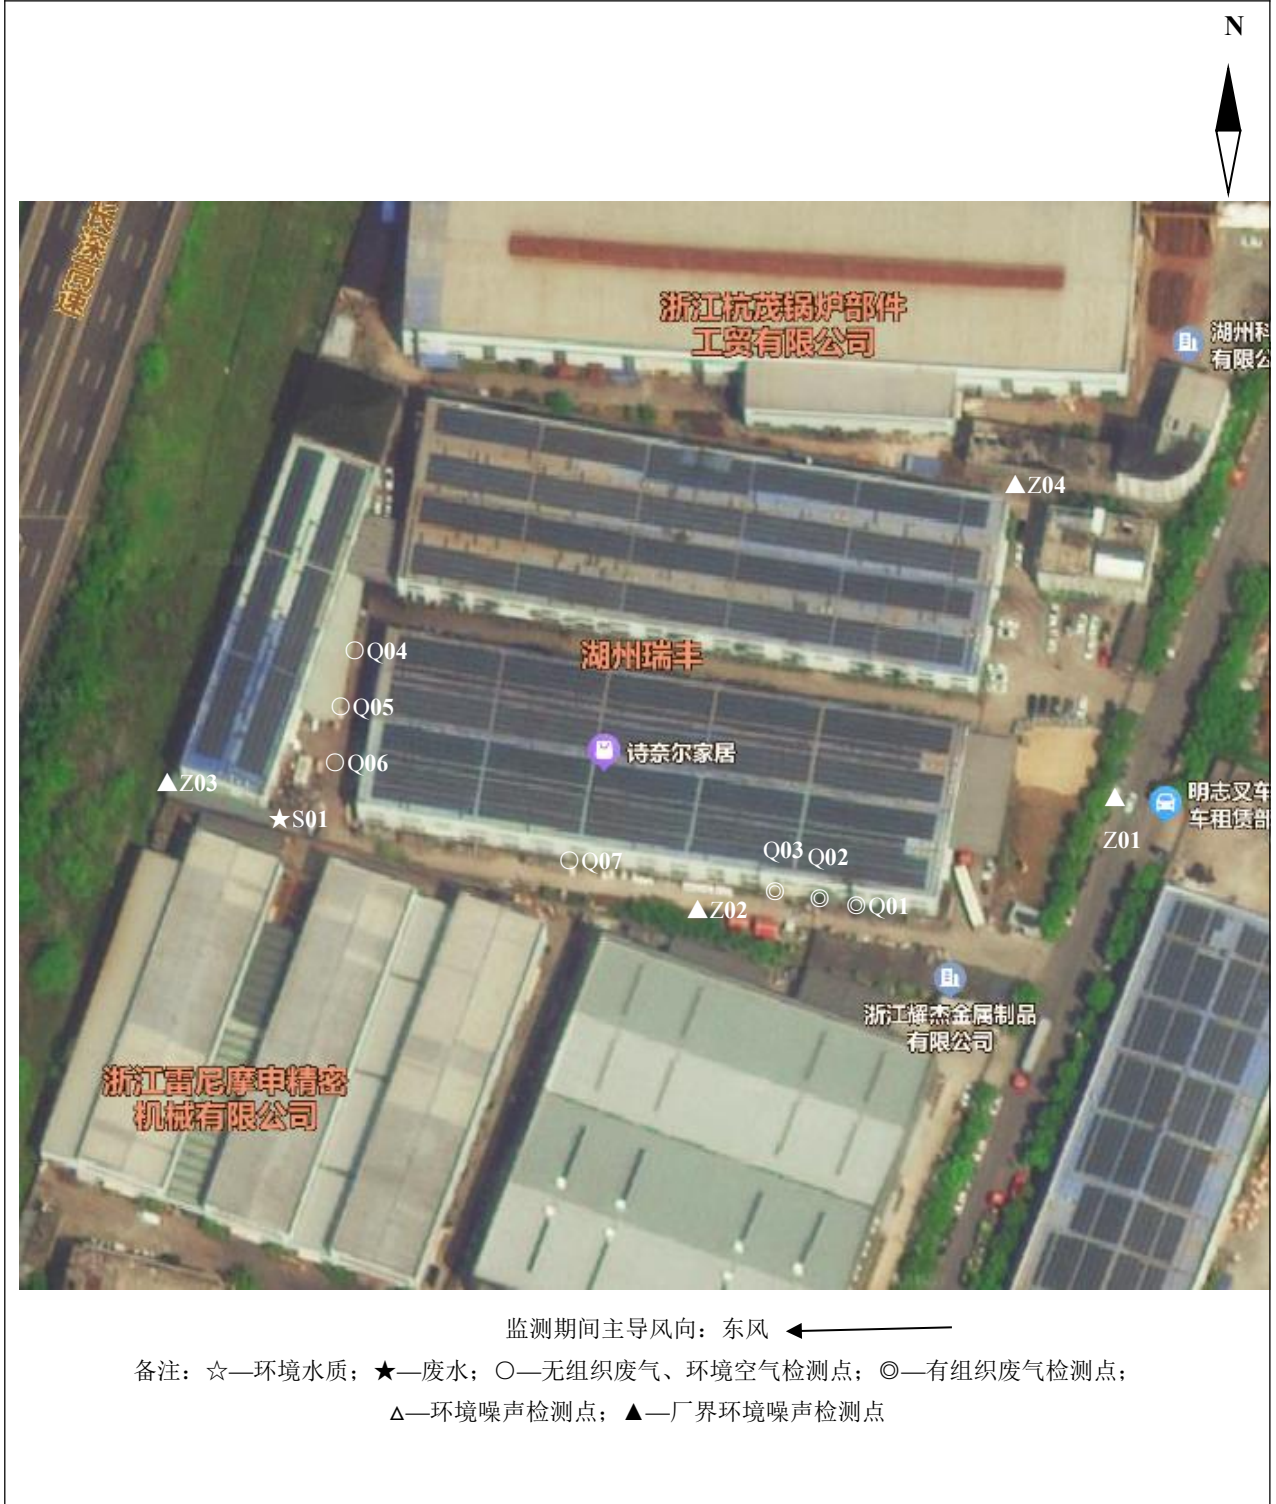 N
长深高速
浙江杭茂锅炉部件
工贸有限公司
湖州科
有限公
▲Z04
湖州瑞丰
○Q04
○Q05
○Q06
诗奈尔家居
▲Z03
★S01
明志叉车
车租赁部
▲
Z01
Q03 Q02
○Q07
◎ ◎ ◎Q01
▲Z02
浙江耀杰金属制品
有限公司
浙江雷尼摩申精密
机械有限公司
监测期间主导风向：东风
备注：☆—环境水质；★—废水；○—无组织废气、环境空气检测点；◎—有组织废气检测点；
△—环境噪声检测点；▲—厂界环境噪声检测点